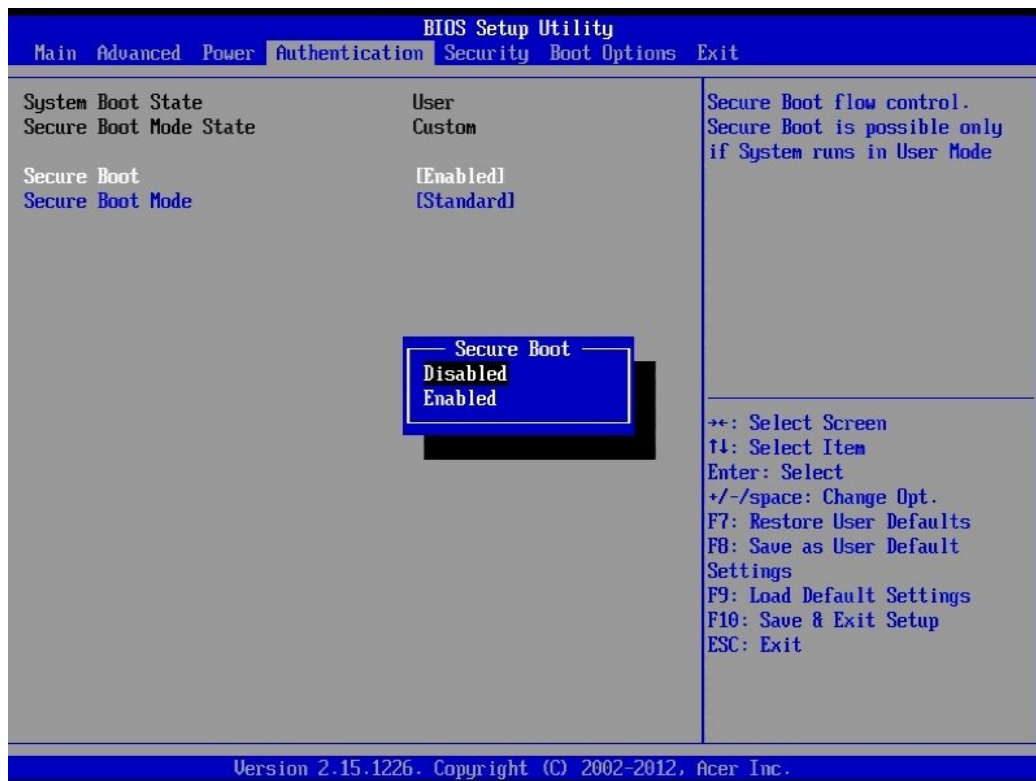 BIOS Setup Utility
Main Advanced Power Authentication Security Boot Options Exit
System Boot State User
Secure Boot Mode State Custom
Secure Boot [Enabled]
Secure Boot Mode [Standard]
Secure Boot flow control.
Secure Boot is possible only
if System runs in User Mode
Secure Boot
Disabled
Enabled
→←: Select Screen
↑↓: Select Item
Enter: Select
+/-/space: Change Opt.
F7: Restore User Defaults
F8: Save as User Default
Settings
F9: Load Default Settings
F10: Save & Exit Setup
ESC: Exit
Version 2.15.1226. Copyright (C) 2002-2012, Acer Inc.